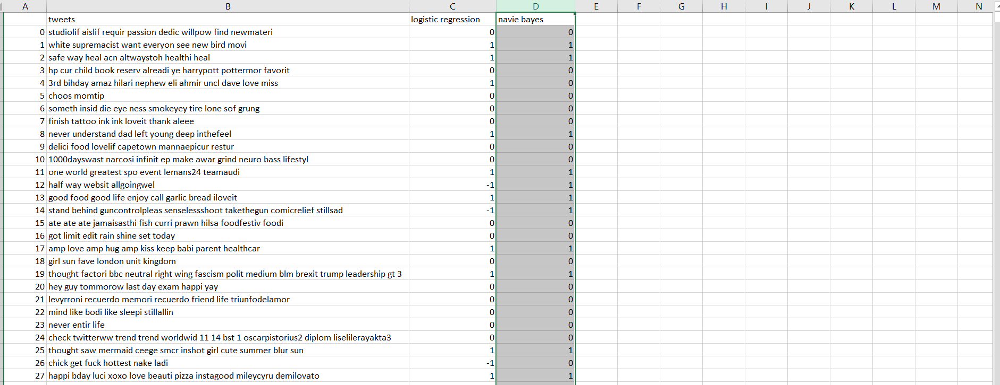 A B C D E F G H I J K L M N
tweets logistic regression navie bayes
0 studiolif aislif requir passion dedic willpow find newmateri 0 0
1 white supremacist want everyon see new bird movi 1 1
2 safe way heal acn altwaystoh healthi heal 1 1
3 hp cur child book reserv alreadi ye harrypott pottermor favorit 0 0
4 3rd bihday amaz hilari nephew eli ahmir uncl dave love miss 1 0
5 choos momtip 0 0
6 someth insid die eye ness smokeyey tire lone sof grung 0 0
7 finish tattoo ink ink loveit thank aleee 0 0
8 never understand dad left young deep inthefeel 1 1
9 delici food lovelif capetown mannaepicur restur 0 0
10 1000dayswast narcosi infinit ep make awar grind neuro bass lifestyl 0 0
11 one world greatest spo event lemans24 teamaudi 1 1
12 half way websit allgoingwel -1 1
13 good food good life enjoy call garlic bread iloveit 1 1
14 stand behind guncontrolpleas senselessshoot takethegun comicrelief stillsad -1 1
15 ate ate ate jamaisasthi fish curri prawn hilsa foodfestiv foodi 0 0
16 got limit edit rain shine set today 0 0
17 amp love amp hug amp kiss keep babi parent healthcar 1 1
18 girl sun fave london unit kingdom 0 0
19 thought factori bbc neutral right wing fascism polit medium blm brexit trump leadership gt 3 1 1
20 hey guy tommorow last day exam happi yay 0 0
21 levyrroni recuerdo memori recuerdo friend life triunfodelamor 0 0
22 mind like bodi like sleepi stillallin 0 0
23 never entir life 0 0
24 check twitterww trend trend worldwid 11 14 bst 1 oscarpistorius2 diplom liselilerayakta3 0 0
25 thought saw mermaid ceege smcr inshot girl cute summer blur sun 1 1
26 chick get fuck hottest nake ladi -1 0
27 happi bday luci xoxo love beauti pizza instagood mileycyru demilovato 1 1